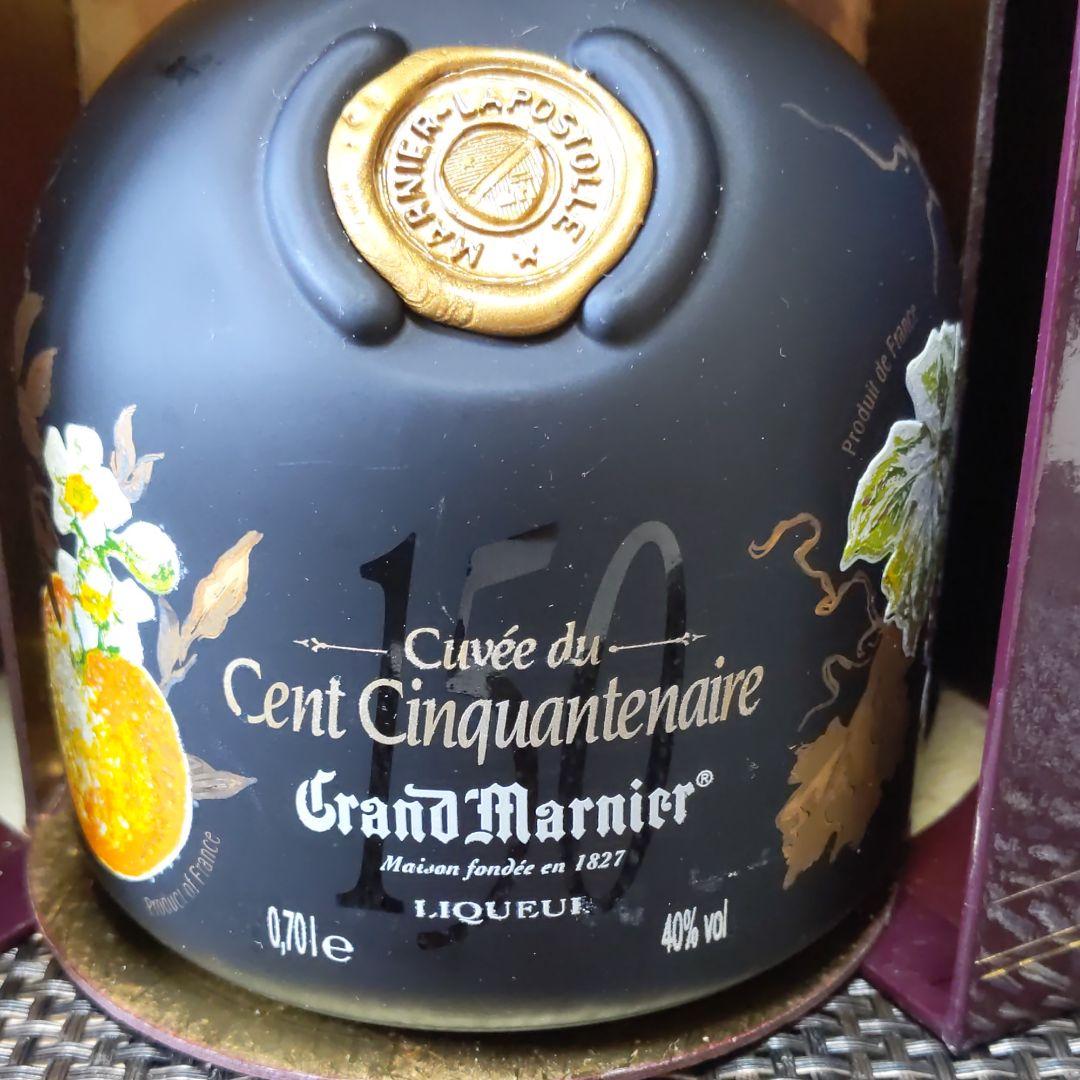 MARNIER-LAPOSTOLLE
Produit de France
150
Cuvée du
Cent Cinquantenaire
Grand Marnier®
Maison fondée en 1827
Product of France
LIQUEUR
0,70 l e
40% vol